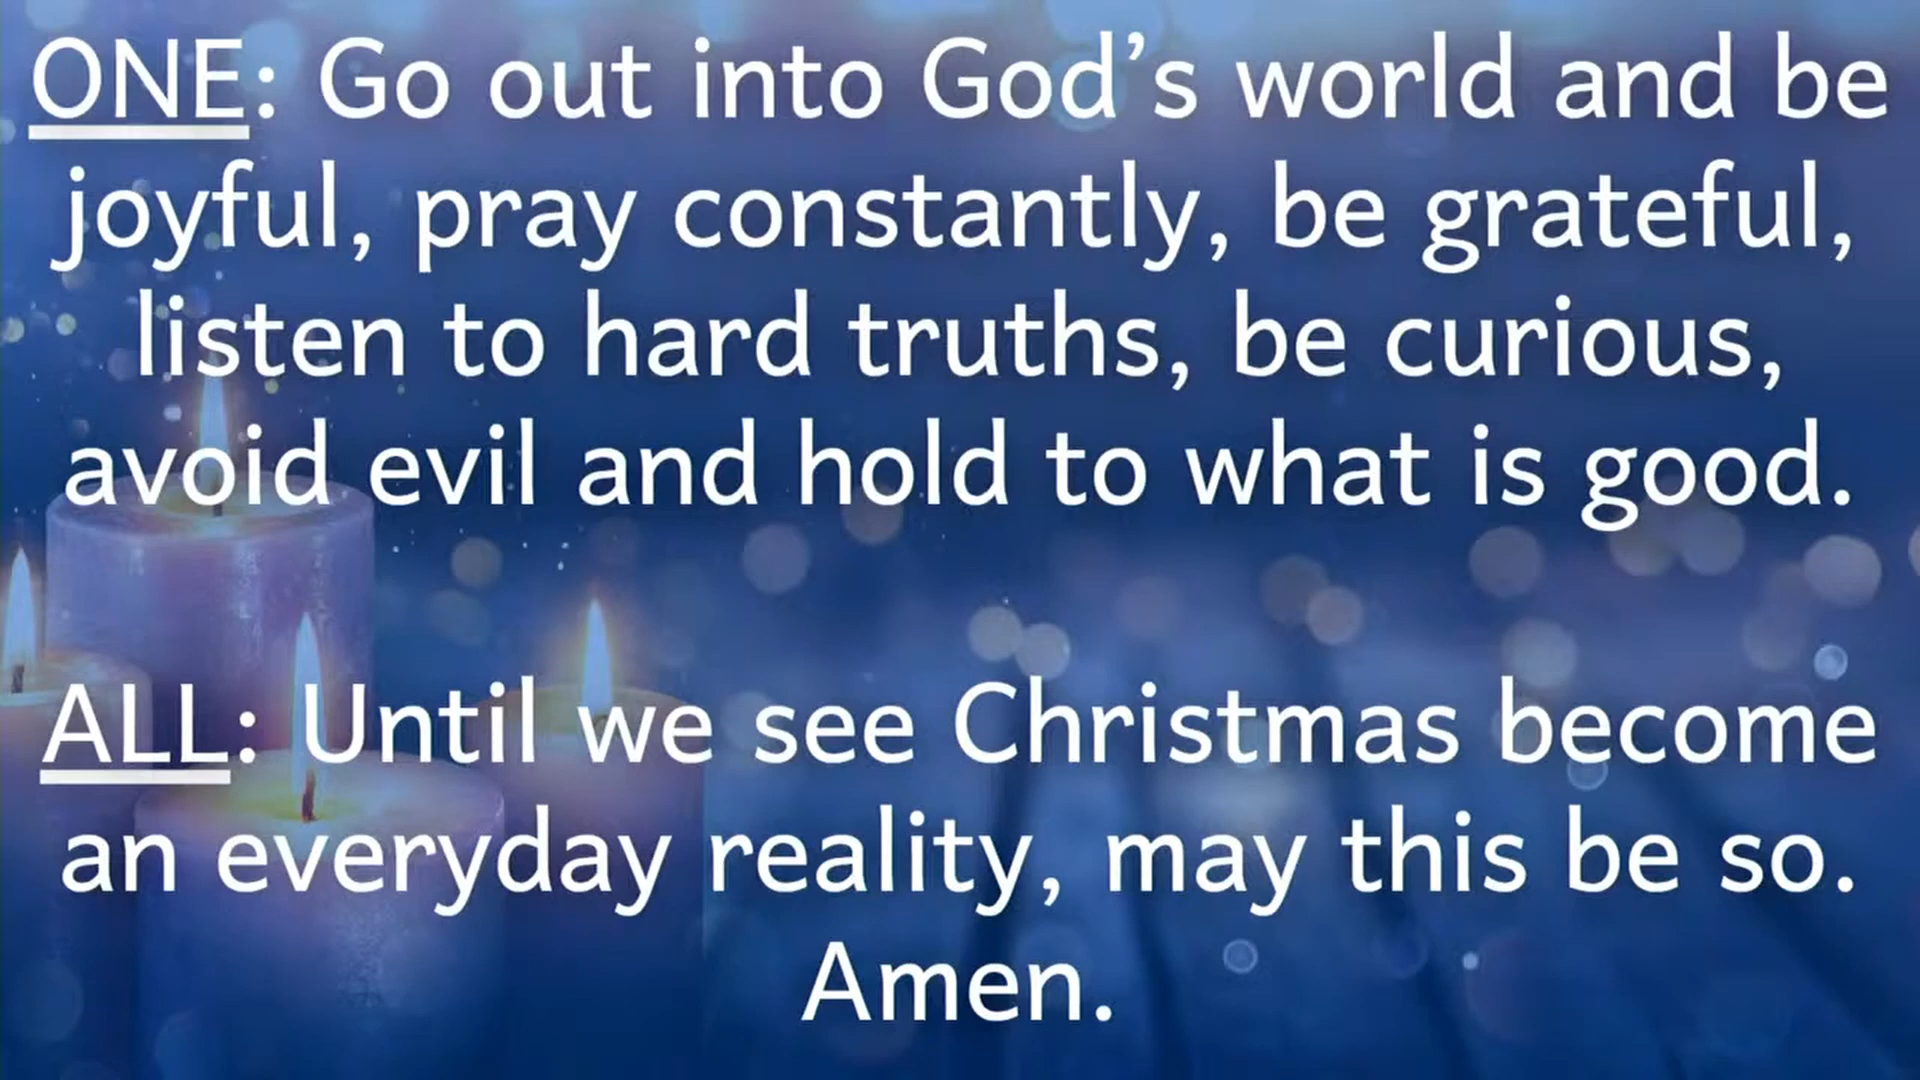 ONE: Go out into God’s world and be
joyful, pray constantly, be grateful,
listen to hard truths, be curious,
avoid evil and hold to what is good.
ALL: Until we see Christmas become
an everyday reality, may this be so.
Amen.